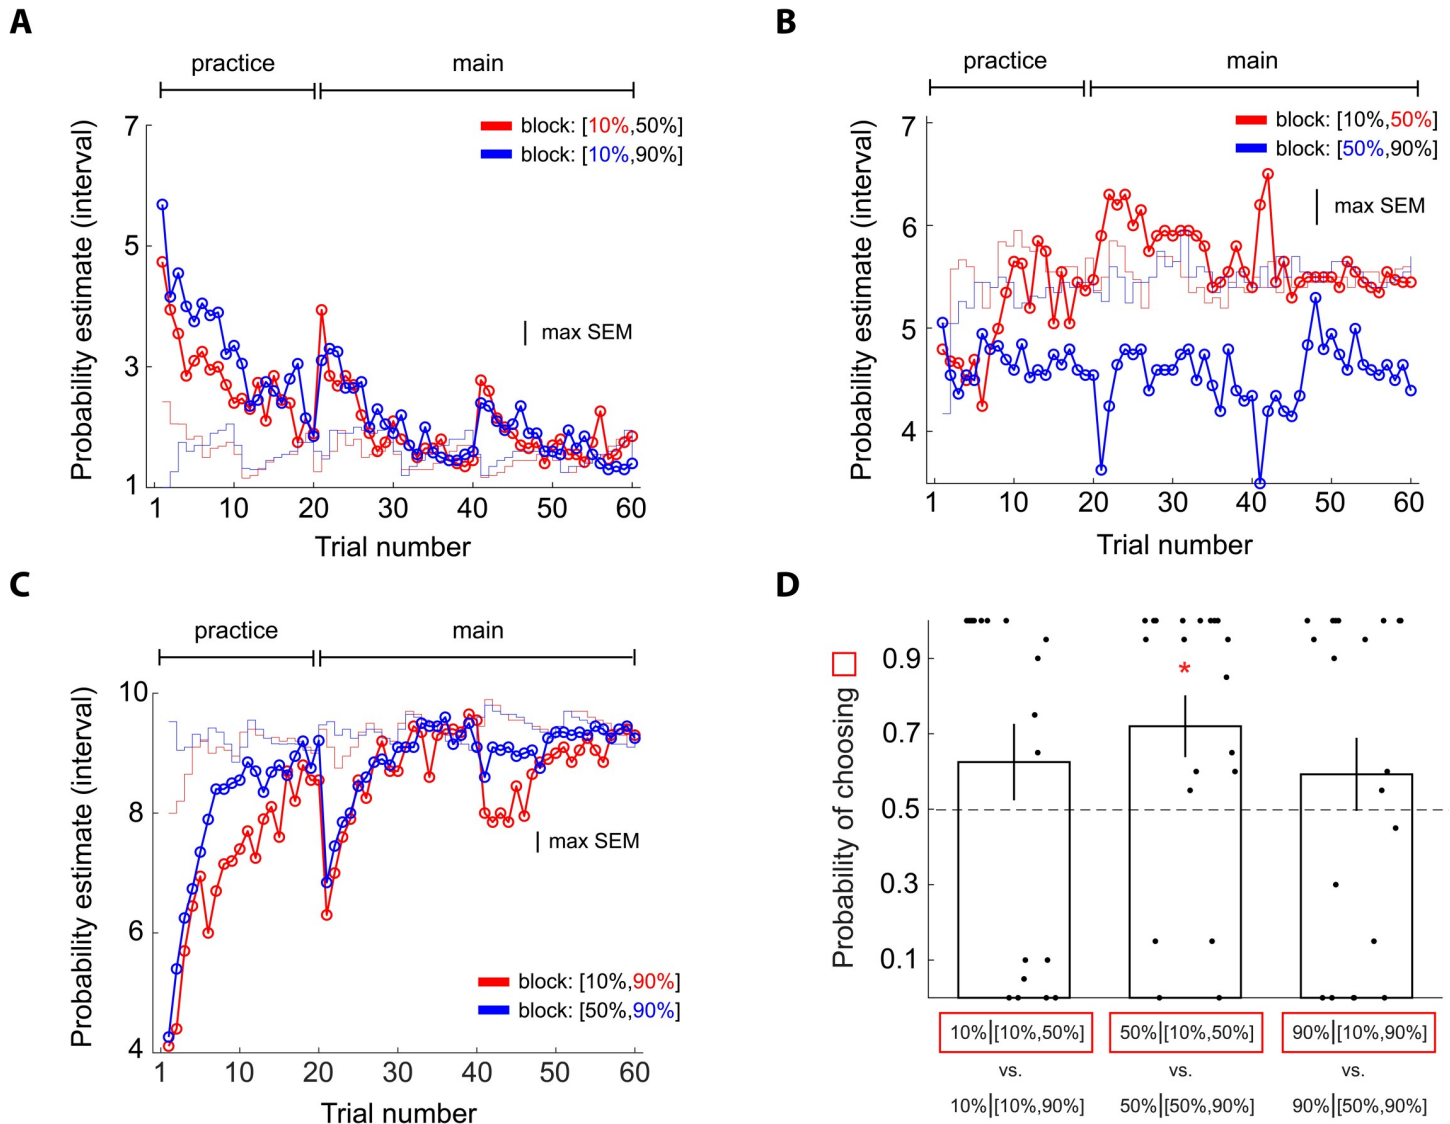 A
practice main
block: [10%,50%]
block: [10%,90%]
max SEM
Probability estimate (interval)
7
5
3
1
1 10 20 30 40 50 60
Trial number
B
practice main
block: [10%,50%]
block: [50%,90%]
max SEM
Probability estimate (interval)
7
6
5
4
1 10 20 30 40 50 60
Trial number
C
practice main
Probability estimate (interval)
10
8
6
4
max SEM
block: [10%,90%]
block: [50%,90%]
1 10 20 30 40 50 60
Trial number
D
Probability of choosing
0.9
0.7
0.5
0.3
0.1
*
10%|[10%,50%] 50%|[10%,50%] 90%|[10%,90%]
vs. vs. vs.
10%|[10%,90%] 50%|[50%,90%] 90%|[50%,90%]